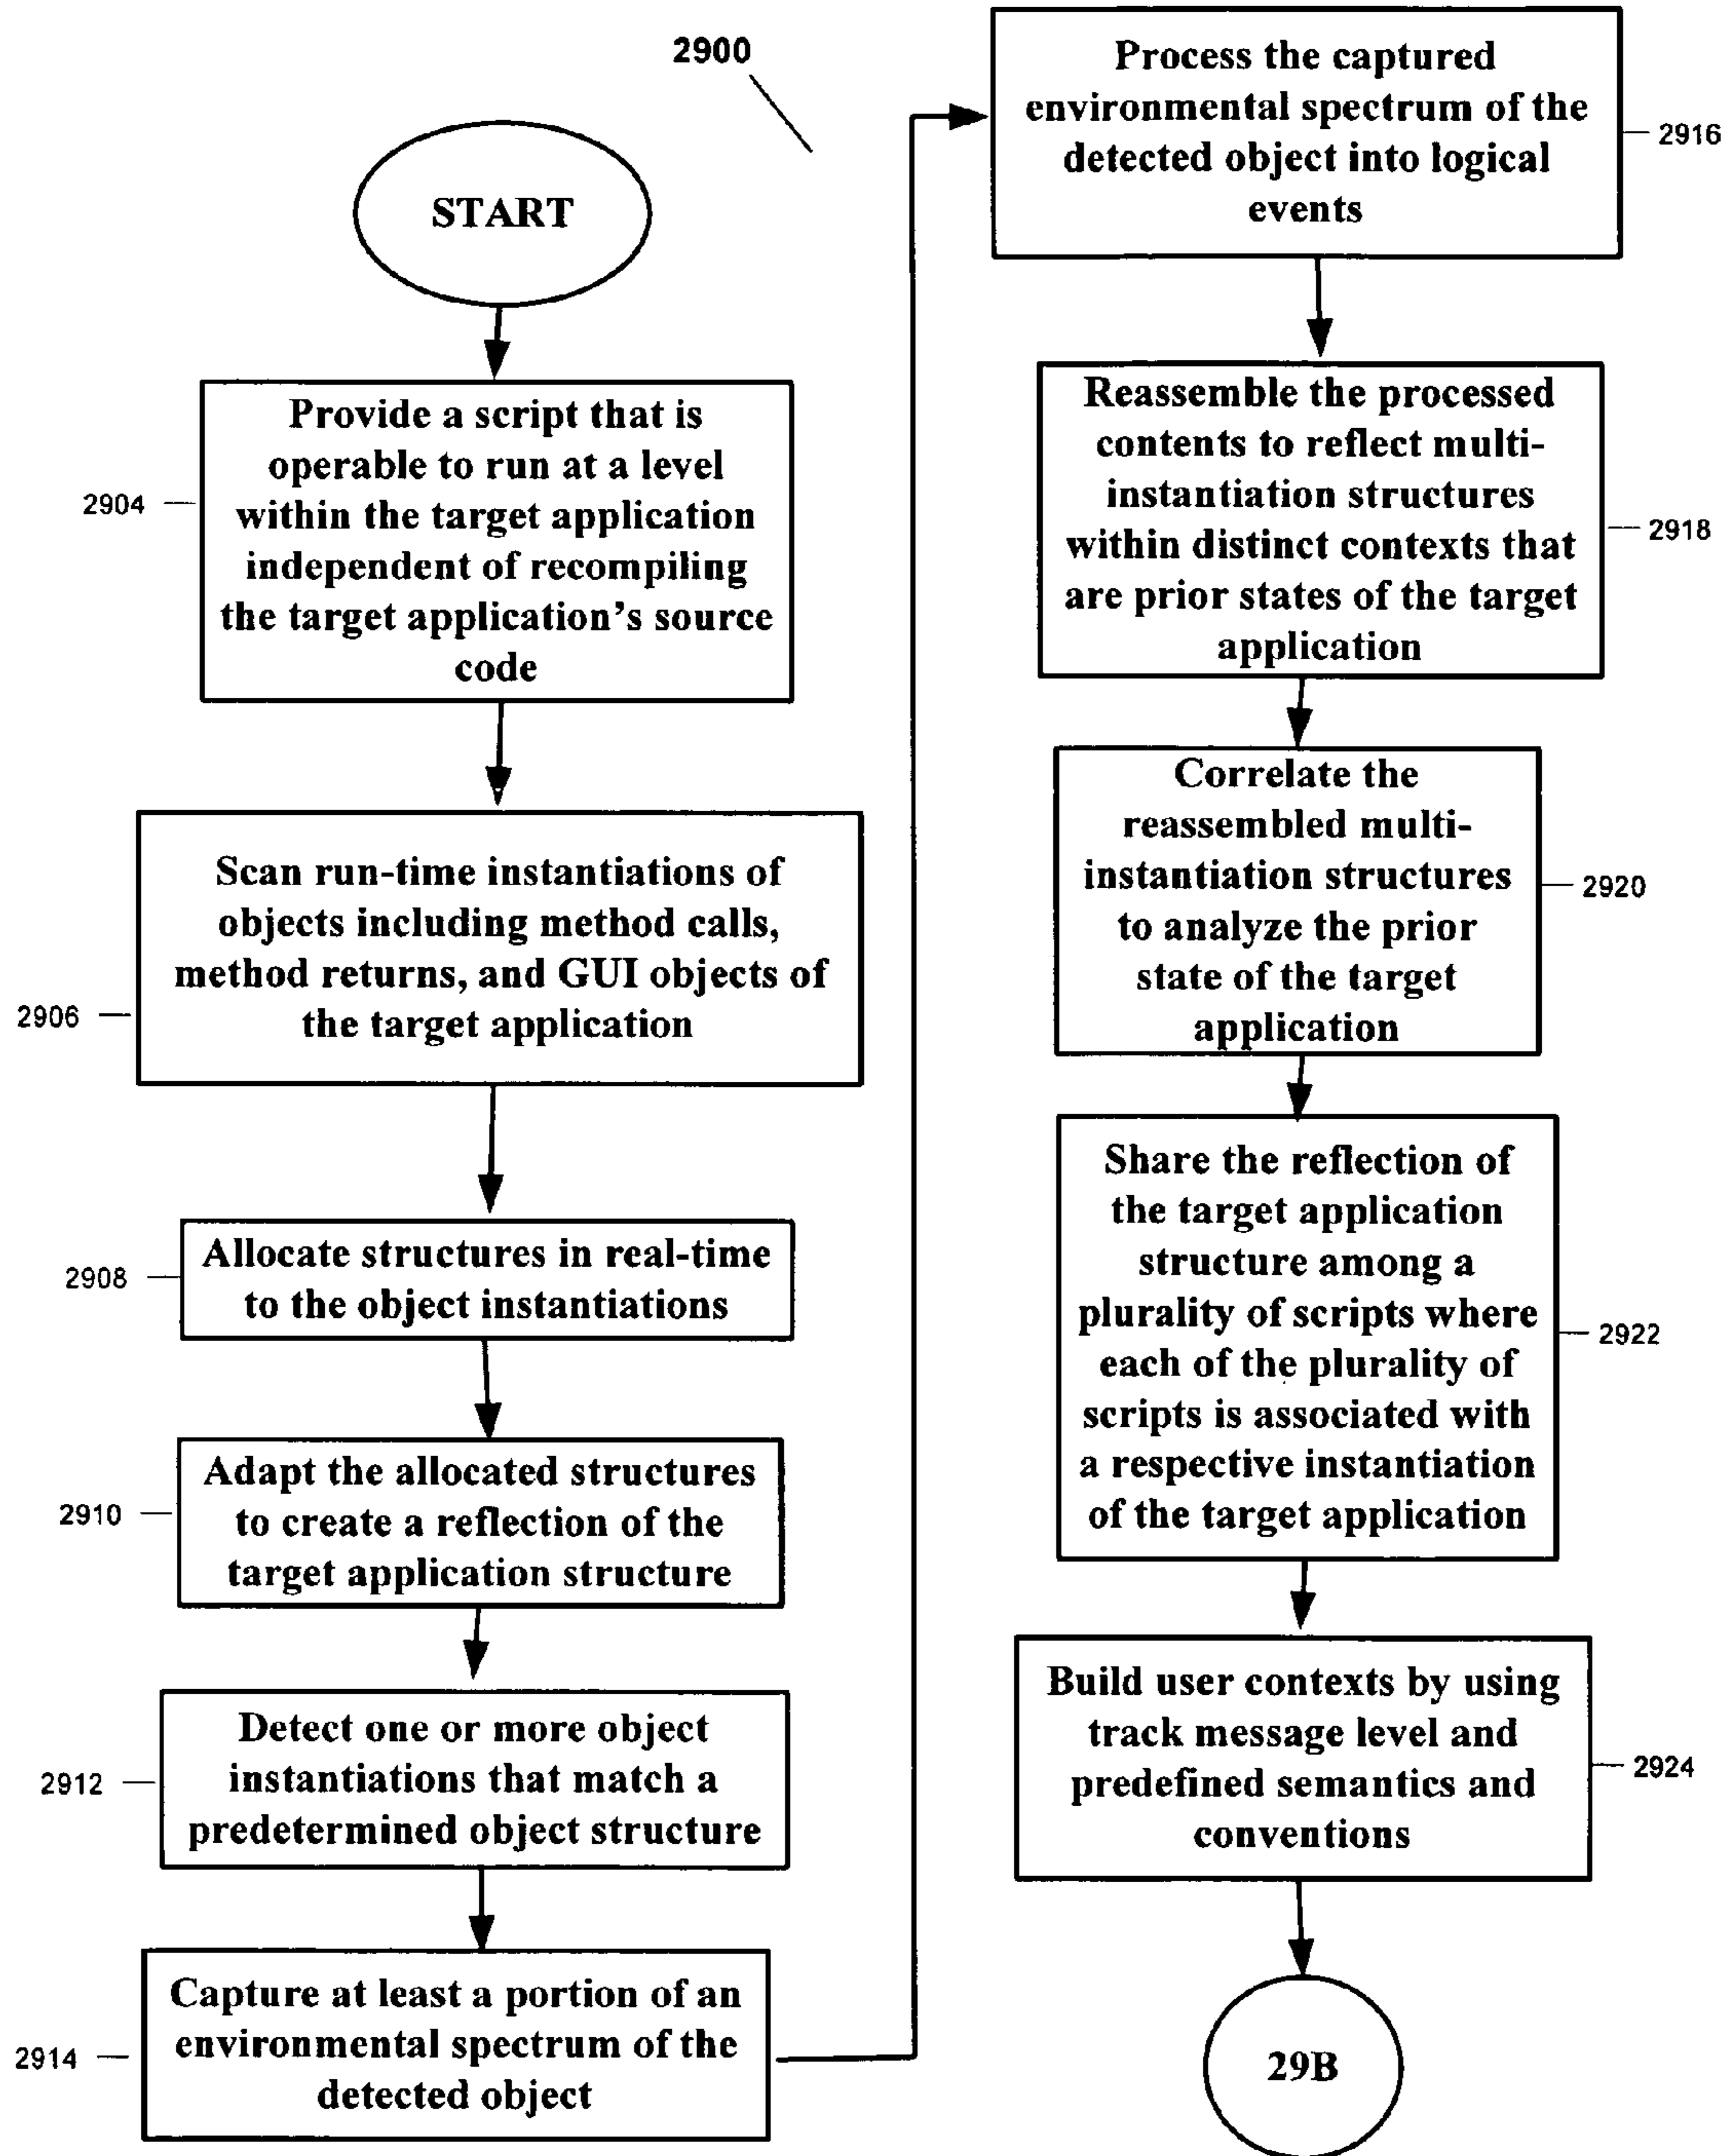 2900
START
2904
Provide a script that is
operable to run at a level
within the target application
independent of recompiling
the target application's source
code
2906
Scan run-time instantiations of
objects including method calls,
method returns, and GUI objects of
the target application
2908
Allocate structures in real-time
to the object instantiations
2910
Adapt the allocated structures
to create a reflection of the
target application structure
2912
Detect one or more object
instantiations that match a
predetermined object structure
2914
Capture at least a portion of an
environmental spectrum of the
detected object
Process the captured
environmental spectrum of the
detected object into logical
events
2916
Reassemble the processed
contents to reflect multi-
instantiation structures
within distinct contexts that
are prior states of the target
application
2918
Correlate the
reassembled multi-
instantiation structures
to analyze the prior
state of the target
application
2920
Share the reflection of
the target application
structure among a
plurality of scripts where
each of the plurality of
scripts is associated with
a respective instantiation
of the target application
2922
Build user contexts by using
track message level and
predefined semantics and
conventions
2924
29B